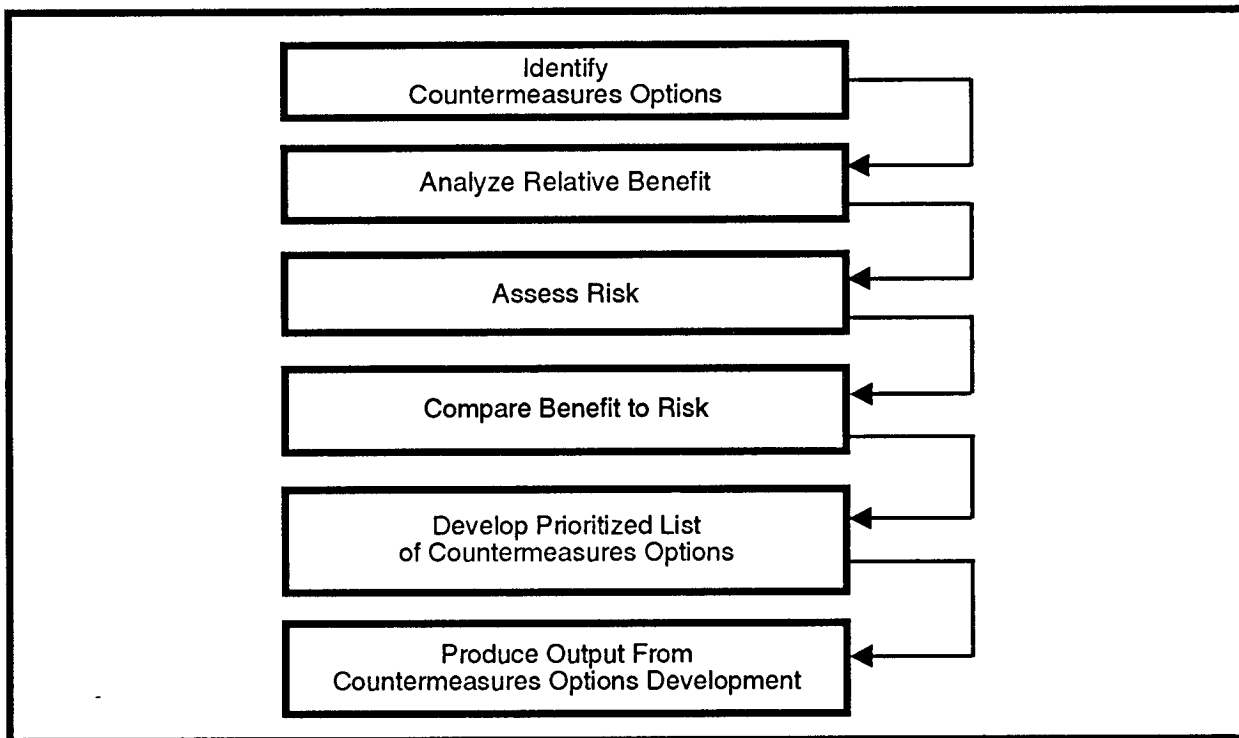 Identify
Countermeasures Options
Analyze Relative Benefit
Assess Risk
Compare Benefit to Risk
Develop Prioritized List
of Countermeasures Options
Produce Output From
Countermeasures Options Development